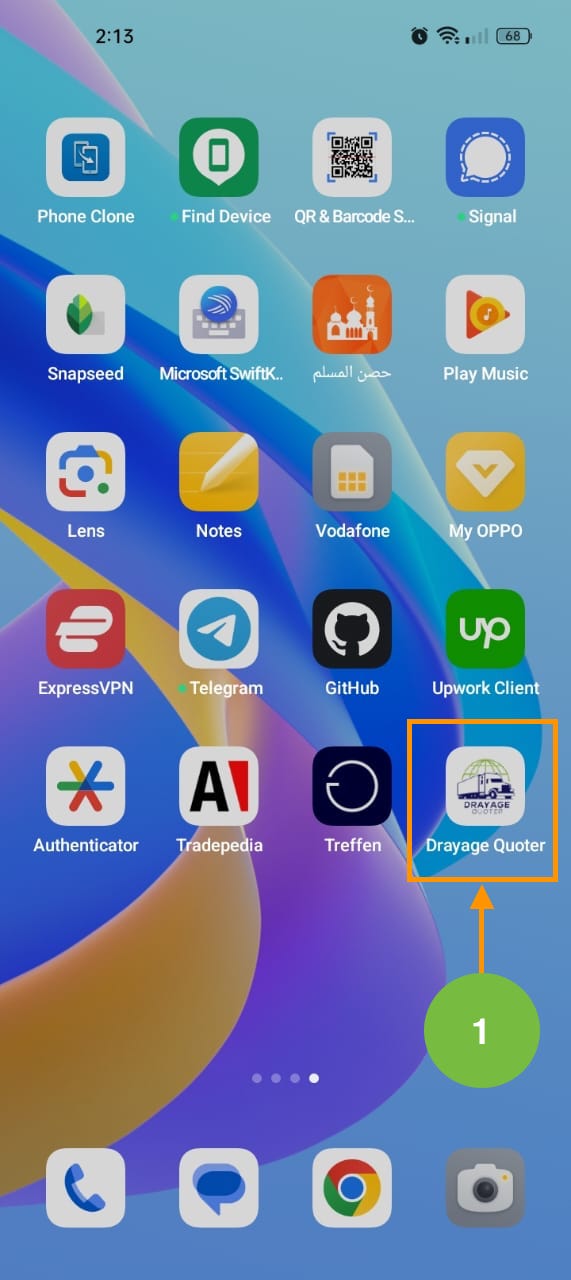 2:13
68
Phone Clone
Find Device
QR & Barcode S...
Signal
Snapseed
Microsoft SwiftK..
حصن المسلم
Play Music
Lens
Notes
Vodafone
My OPPO
up
ExpressVPN
Telegram
GitHub
Upwork Client
A
DRAYAGE
QUOTER
Authenticator
Tradepedia
Treffen
Drayage Quoter
1